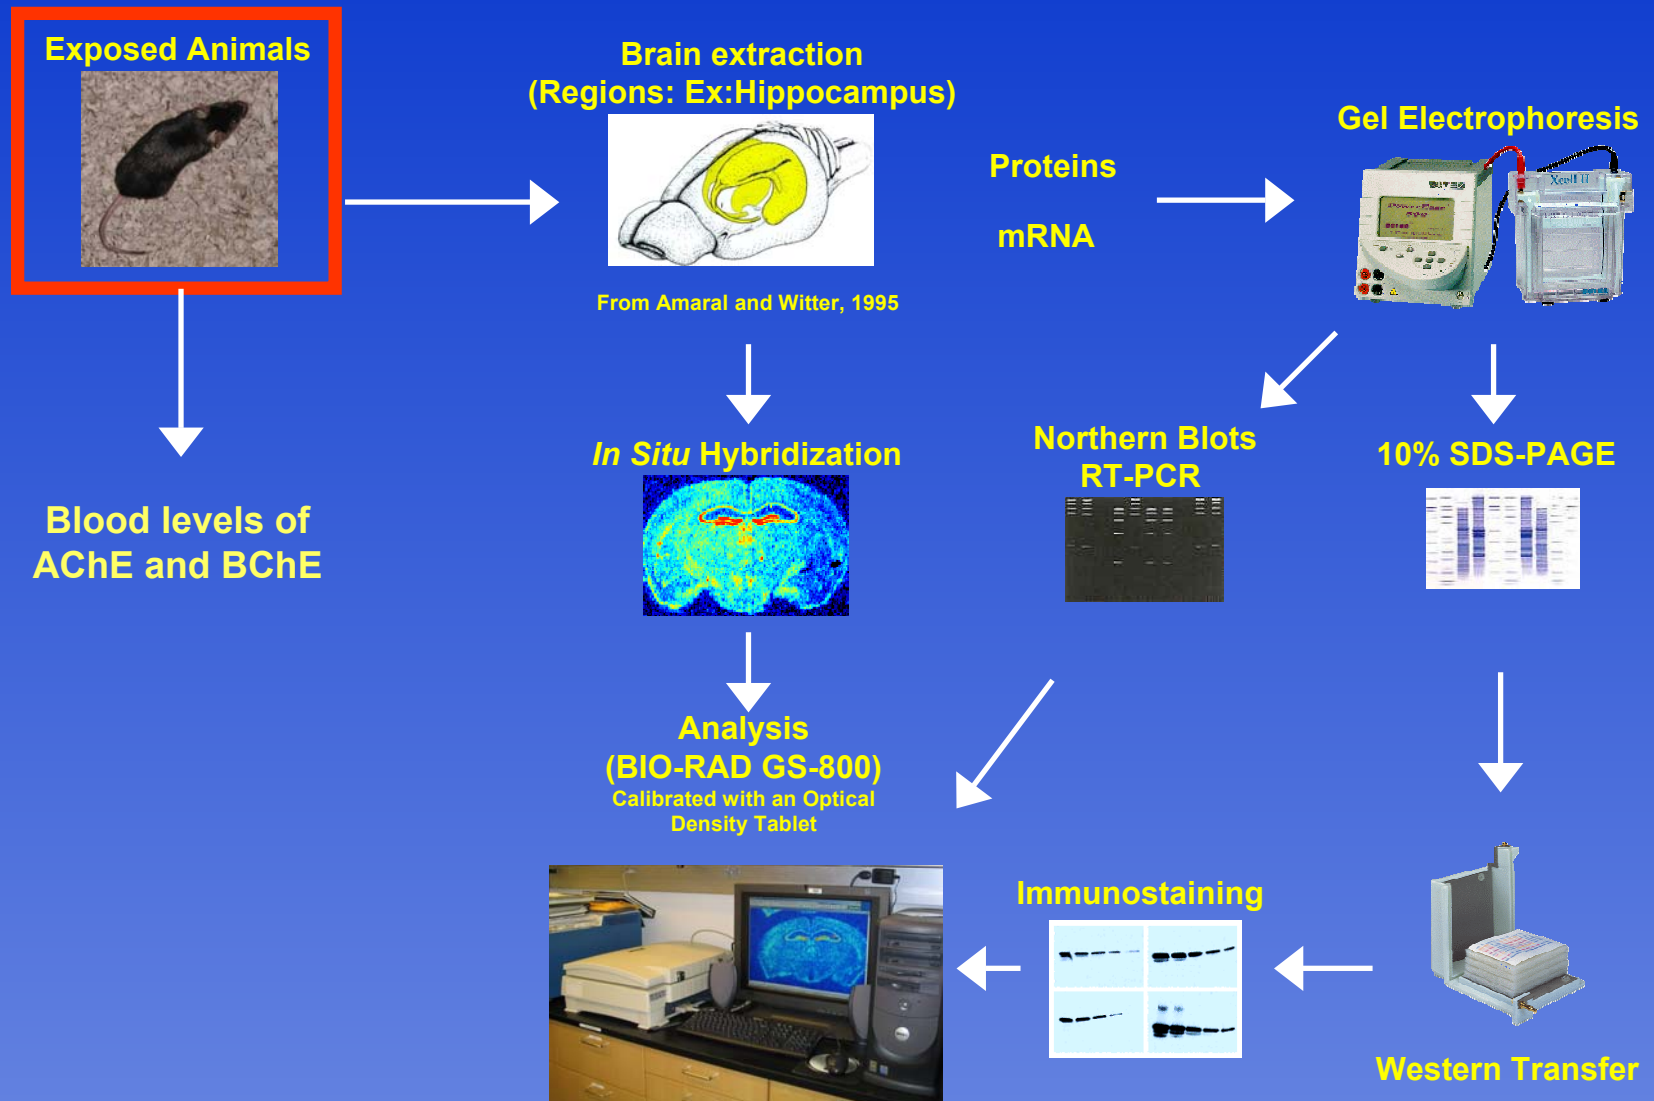 Exposed Animals
Brain extraction
(Regions: Ex:Hippocampus)
From Amaral and Witter, 1995
Proteins
mRNA
Gel Electrophoresis
Xcell II
Blood levels of
AChE and BChE
In Situ Hybridization
Northern Blots
RT-PCR
10% SDS-PAGE
Analysis
(BIO-RAD GS-800)
Calibrated with an Optical
Density Tablet
Immunostaining
Western Transfer